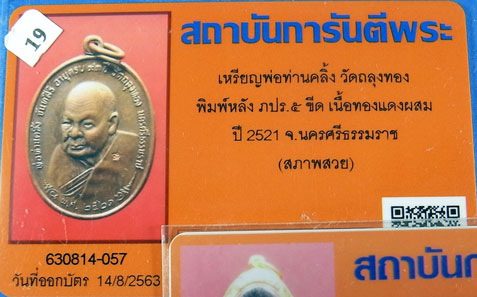 19
สถาบันการันตีพระ
เหรียญพ่อท่านคลิ้ง วัดถลุงทอง
พิมพ์หลัง ภปร.๕ ขีด เนื้อทองแดงผสม
ปี 2521 จ.นครศรีธรรมราช
(สภาพสวย)
630814-057
วันที่ออกบัตร 14/8/2563
สถาบันก